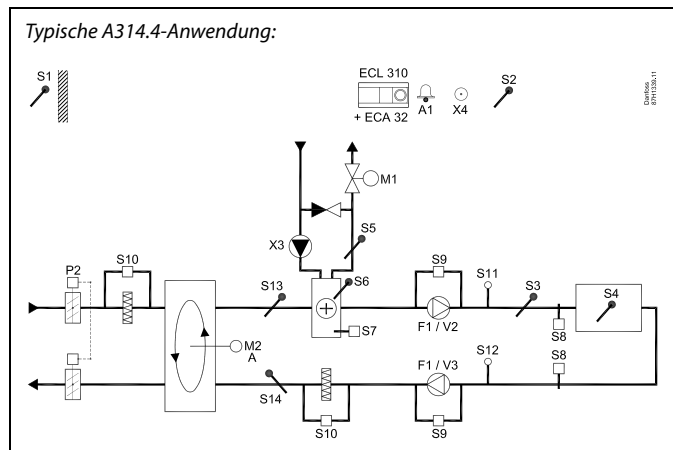 Typische A314.4-Anwendung:
S1
ECL 310
S2
+ ECA 32
A1
X4
Danfoss
87H1339.11
M1
X3
S5
P2
S10
S13
S6
S9
S11
S3
S4
S7
F1 / V2
S8
M2
A
F1 / V3
S12
S8
S14
S10
S9